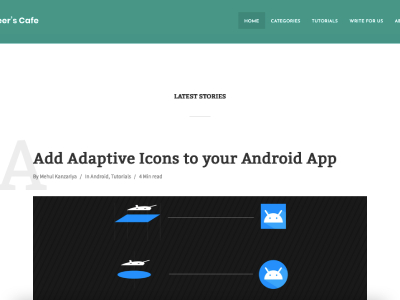 eer's Cafe
HOME CATEGORIES TUTORIALS WRITE FOR US AB
LATEST STORIES
A
Add Adaptive Icons to your Android App
By Mehul Kanzariya / In Android, Tutorials / 4 Min read